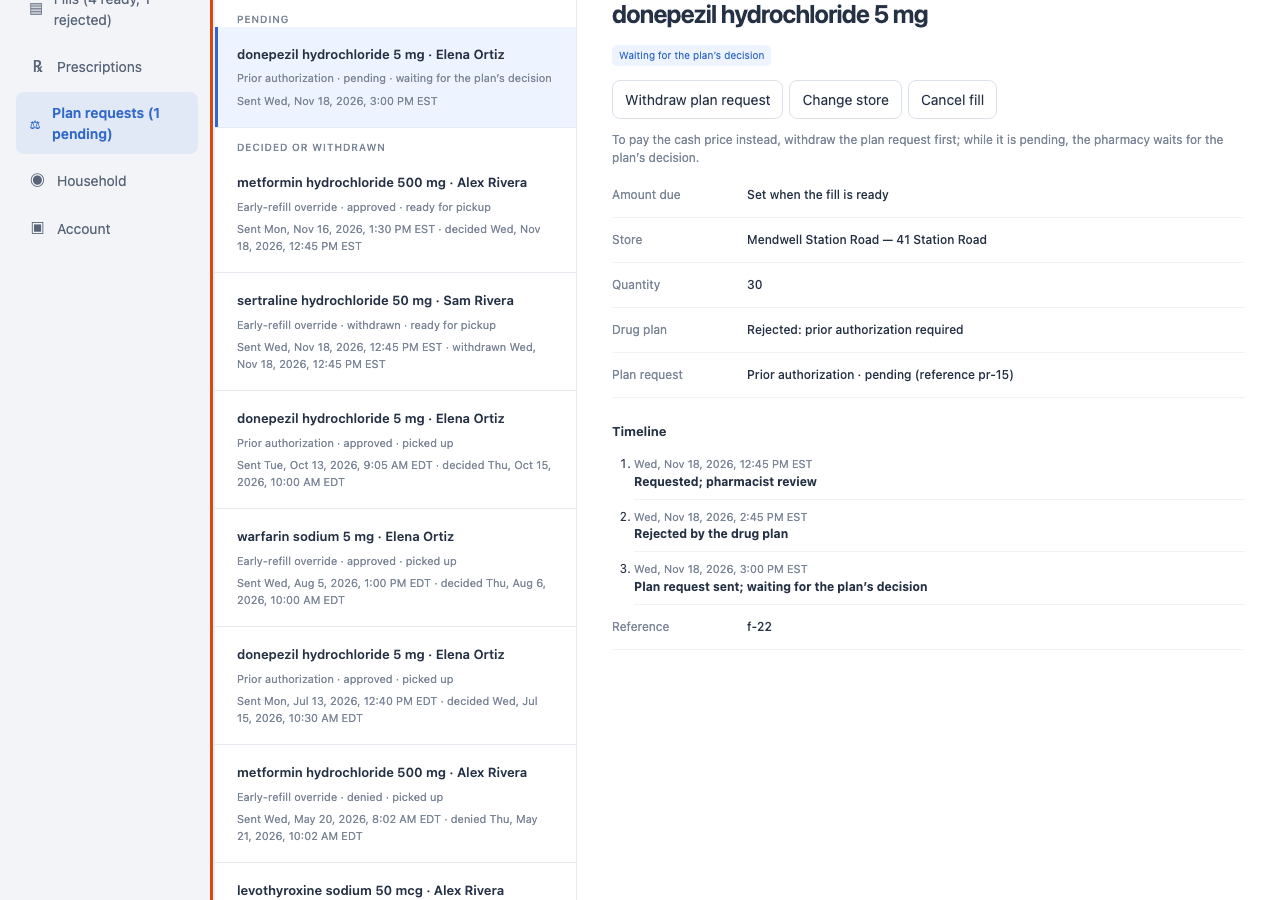 Fills (4 ready, 1
rejected)
℞ Prescriptions
Plan requests (1
pending)
Household
Account
PENDING
donepezil hydrochloride 5 mg · Elena Ortiz
Prior authorization · pending · waiting for the plan's decision
Sent Wed, Nov 18, 2026, 3:00 PM EST
DECIDED OR WITHDRAWN
metformin hydrochloride 500 mg · Alex Rivera
Early-refill override · approved · ready for pickup
Sent Mon, Nov 16, 2026, 1:30 PM EST · decided Wed, Nov
18, 2026, 12:45 PM EST
sertraline hydrochloride 50 mg · Sam Rivera
Early-refill override · withdrawn · ready for pickup
Sent Wed, Nov 18, 2026, 12:45 PM EST · withdrawn Wed,
Nov 18, 2026, 12:45 PM EST
donepezil hydrochloride 5 mg · Elena Ortiz
Prior authorization · approved · picked up
Sent Tue, Oct 13, 2026, 9:05 AM EDT · decided Thu, Oct 15,
2026, 10:00 AM EDT
warfarin sodium 5 mg · Elena Ortiz
Early-refill override · approved · picked up
Sent Wed, Aug 5, 2026, 1:00 PM EDT · decided Thu, Aug 6,
2026, 10:00 AM EDT
donepezil hydrochloride 5 mg · Elena Ortiz
Prior authorization · approved · picked up
Sent Mon, Jul 13, 2026, 12:40 PM EDT · decided Wed, Jul
15, 2026, 10:30 AM EDT
metformin hydrochloride 500 mg · Alex Rivera
Early-refill override · denied · picked up
Sent Wed, May 20, 2026, 8:02 AM EDT · denied Thu, May
21, 2026, 10:02 AM EDT
levothyroxine sodium 50 mcg · Alex Rivera
donepezil hydrochloride 5 mg
Waiting for the plan's decision
Withdraw plan request Change store Cancel fill
To pay the cash price instead, withdraw the plan request first; while it is pending, the pharmacy waits for the
plan's decision.
Amount due Set when the fill is ready
Store Mendwell Station Road — 41 Station Road
Quantity 30
Drug plan Rejected: prior authorization required
Plan request Prior authorization · pending (reference pr-15)
Timeline
1. Wed, Nov 18, 2026, 12:45 PM EST
Requested; pharmacist review
2. Wed, Nov 18, 2026, 2:45 PM EST
Rejected by the drug plan
3. Wed, Nov 18, 2026, 3:00 PM EST
Plan request sent; waiting for the plan's decision
Reference f-22